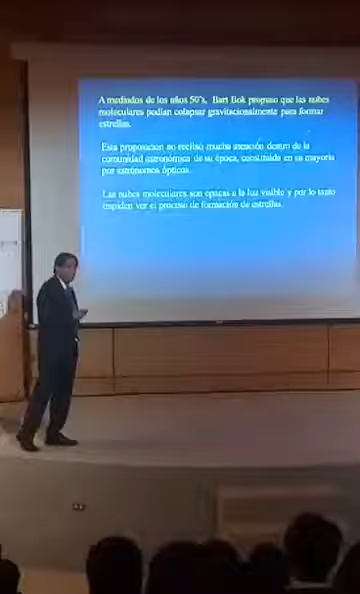 A mediados de los años 50's, Bart Bok propuso que las nubes
moleculares podían colapsar gravitacionalmente para formar
estrellas.
Esta proposición no recibió mucha atención dentro de la
comunidad astronómica de su época, constituida en su mayoría
por astrónomos ópticos.
Las nubes moleculares son opacas a la luz visible y por lo tanto
impiden ver el proceso de formación de estrellas.